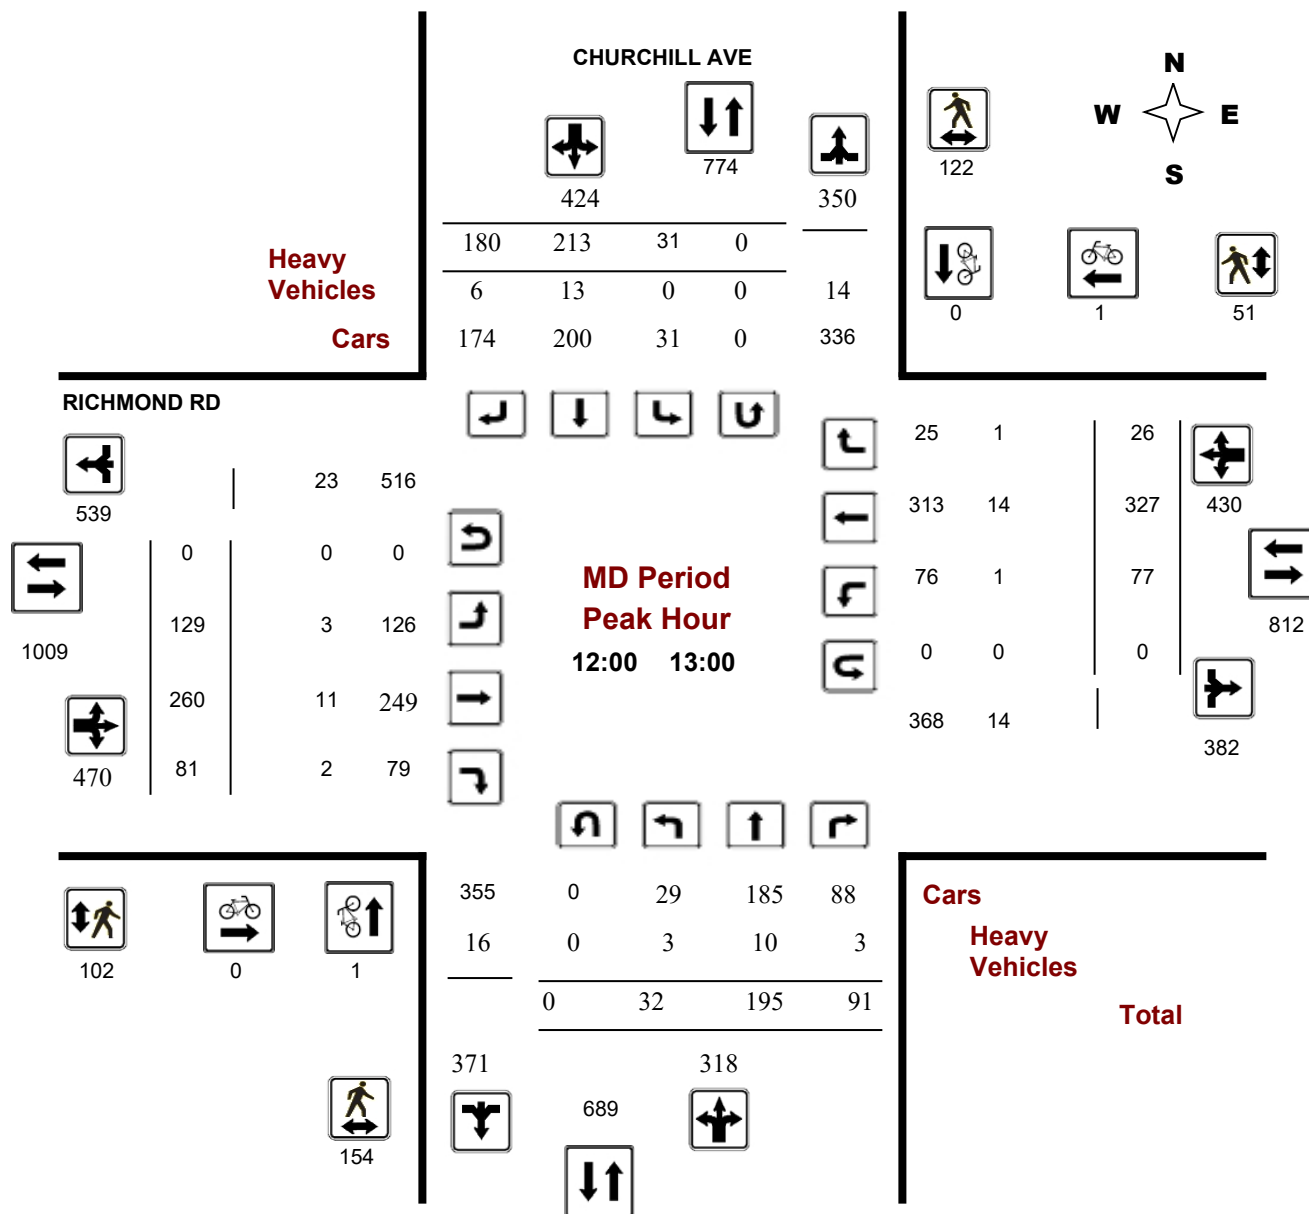 CHURCHILL AVE
N
W E
S
774
122
424
350
180 213 31 0
Heavy
Vehicles
6 13 0 0 14
0 1 51
Cars
174 200 31 0 336
RICHMOND RD
25 1 26
23 516
539
313 14 327 430
0 0 0
MD Period
76 1 77
Peak Hour
129 3 126
812
1009
12:00 13:00
0 0 0
260 11 249
368 14
382
470 81 2 79
355 0 29 185 88
Cars
16 0 3 10 3
Heavy
Vehicles
102 0 1
0 32 195 91
Total
371 318
689
154